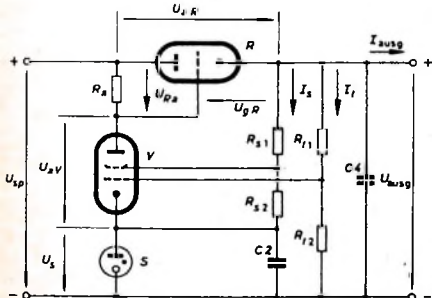 U_aR
R
I_ausg
+
+
R_a
U_Ra
U_gR
I_s
I_t
U_sp
U_aV
V
R_s1
R_t1
C4
U_ausg
R_s2
R_t2
U_s
S
C2
−
−